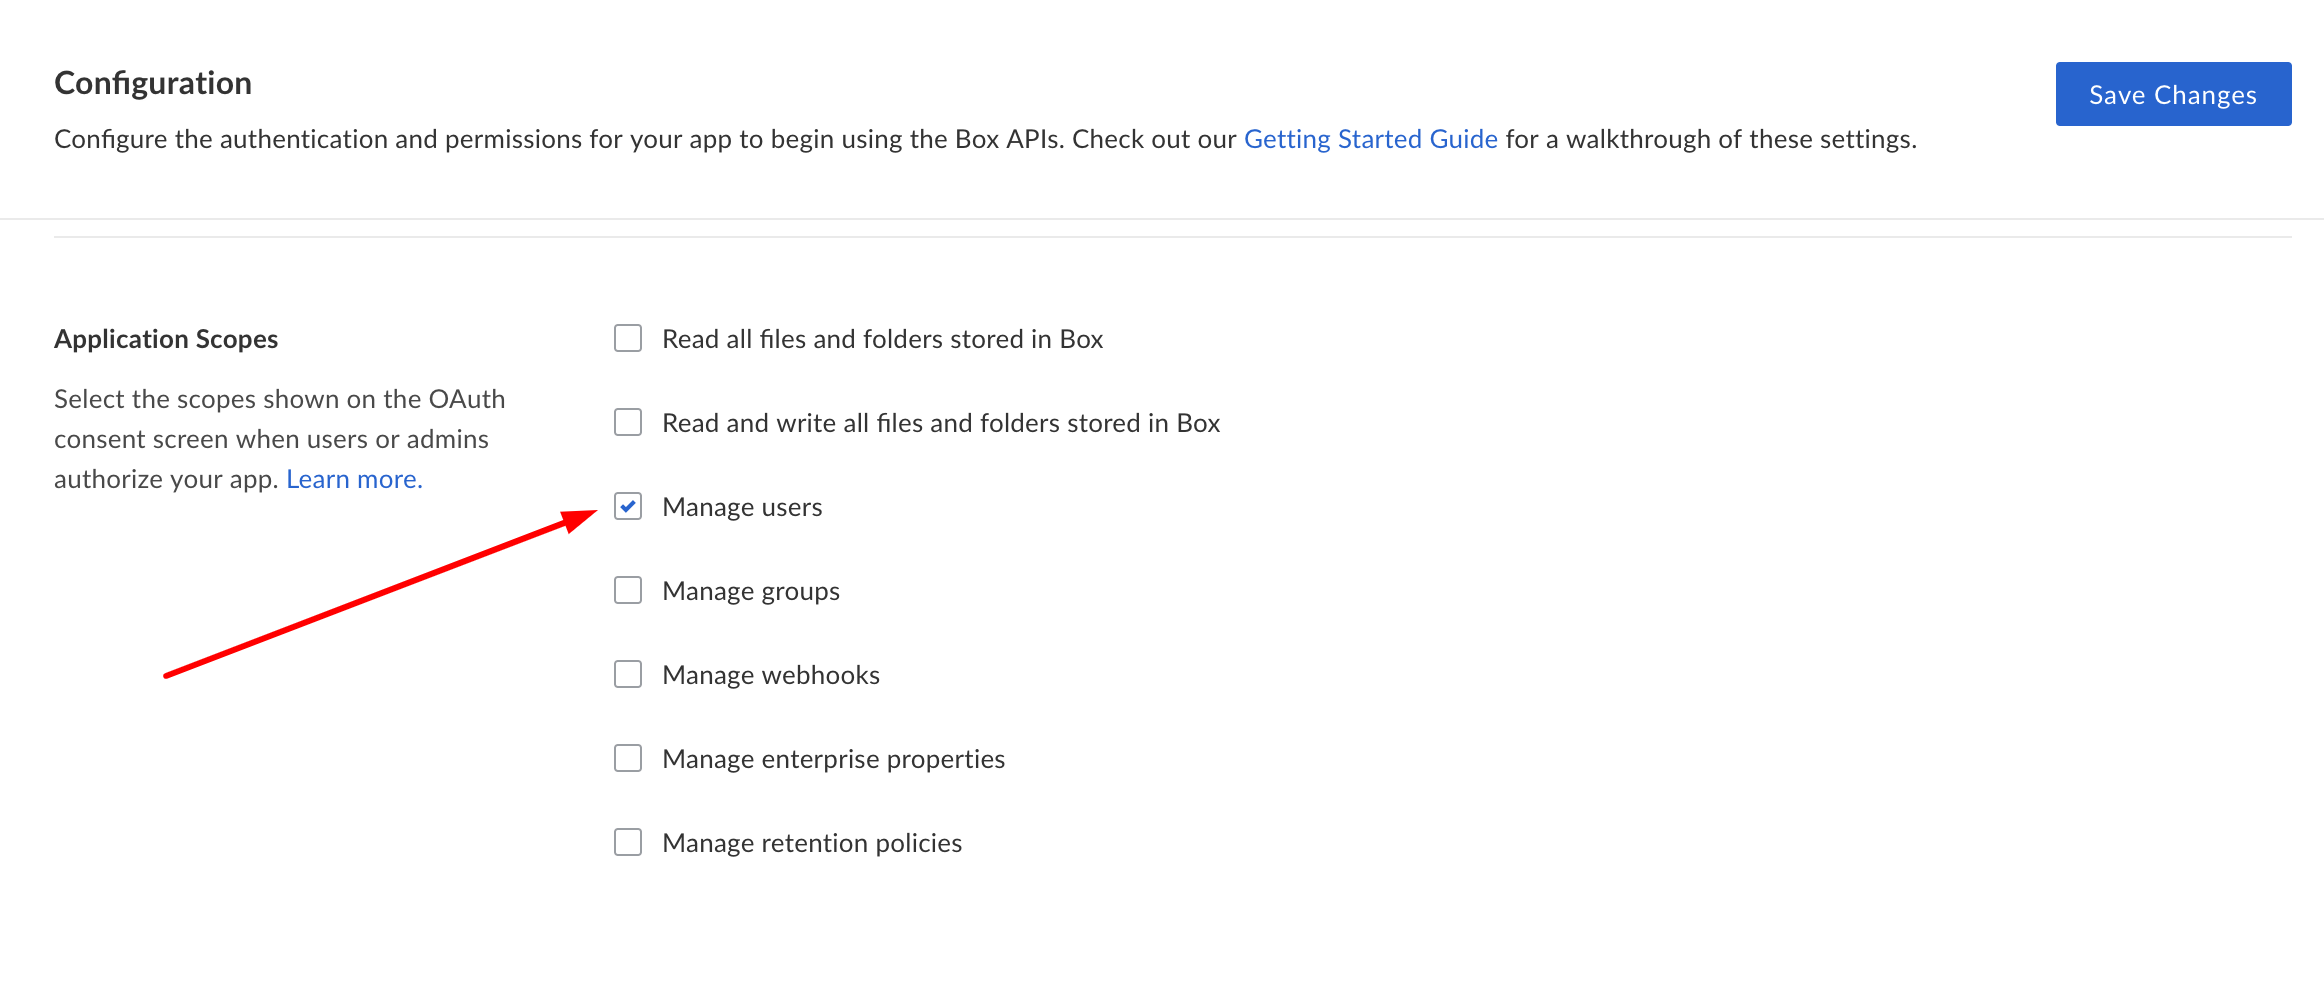 Configuration
Save Changes
Configure the authentication and permissions for your app to begin using the Box APIs. Check out our Getting Started Guide for a walkthrough of these settings.
Application Scopes
Select the scopes shown on the OAuth
consent screen when users or admins
authorize your app. Learn more.
Read all files and folders stored in Box
Read and write all files and folders stored in Box
Manage users
Manage groups
Manage webhooks
Manage enterprise properties
Manage retention policies